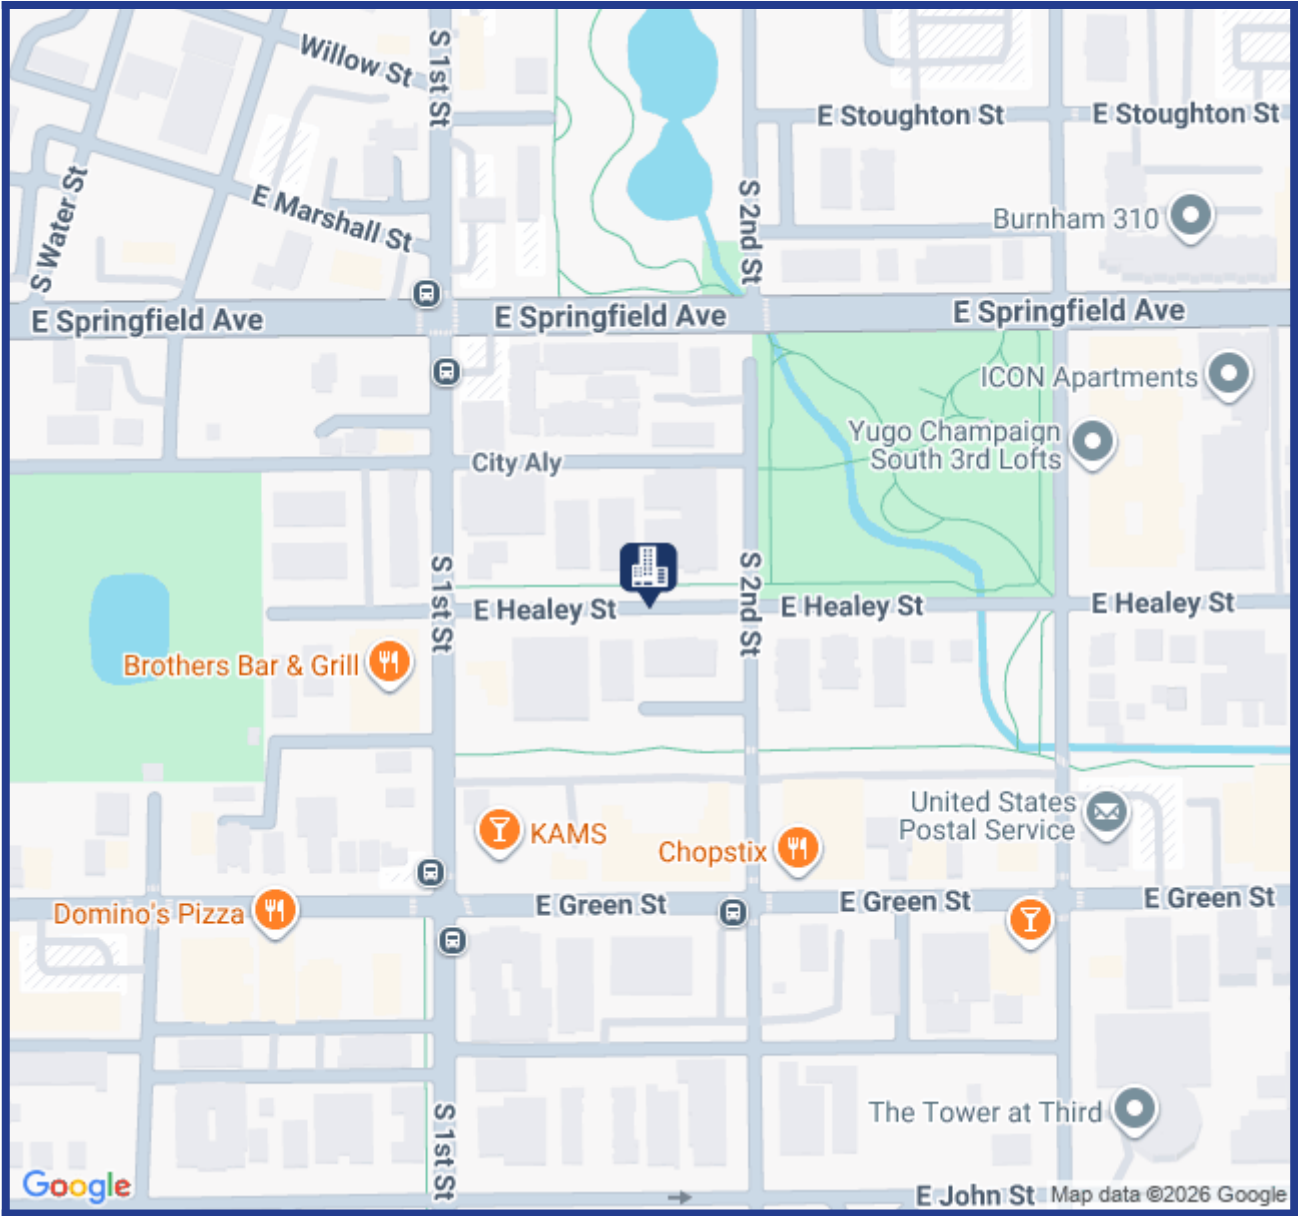 Willow St
S 1st St
E Stoughton St
E Stoughton St
S Water St
E Marshall St
S 2nd St
Burnham 310
E Springfield Ave
E Springfield Ave
E Springfield Ave
ICON Apartments
Yugo Champaign
South 3rd Lofts
City Aly
S 1st St
S 2nd St
E Healey St
E Healey St
E Healey St
Brothers Bar & Grill
United States
Postal Service
KAMS
Chopstix
Domino's Pizza
E Green St
E Green St
E Green St
S 1st St
The Tower at Third
Google
E John St
Map data ©2026 Google